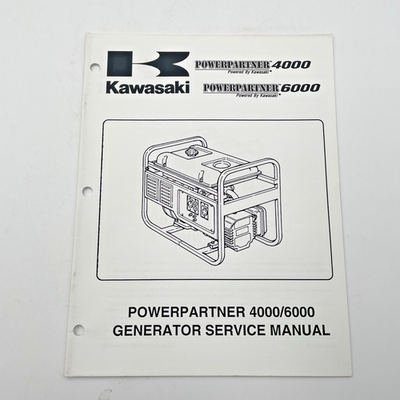 Kawasaki
POWERPARTNER 4000
Powered By Kawasaki
POWERPARTNER 6000
Powered By Kawasaki
POWERPARTNER 4000/6000
GENERATOR SERVICE MANUAL